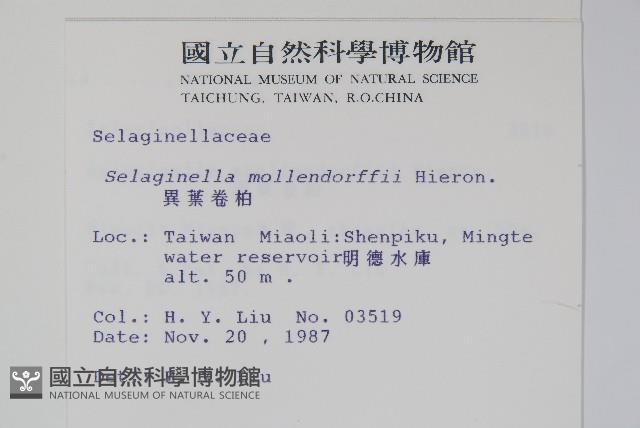 國立自然科學博物館
NATIONAL MUSEUM OF NATURAL SCIENCE
TAICHUNG, TAIWAN, R.O.CHINA
Selaginellaceae
Selaginella mollendorffii Hieron.
異葉卷柏
Loc.: Taiwan Miaoli:Shenpiku, Mingte
water reservoir明德水庫
alt. 50 m .
Col.: H. Y. Liu No. 03519
Date: Nov. 20 , 1987
國立自然科學博物館
NATIONAL MUSEUM OF NATURAL SCIENCE